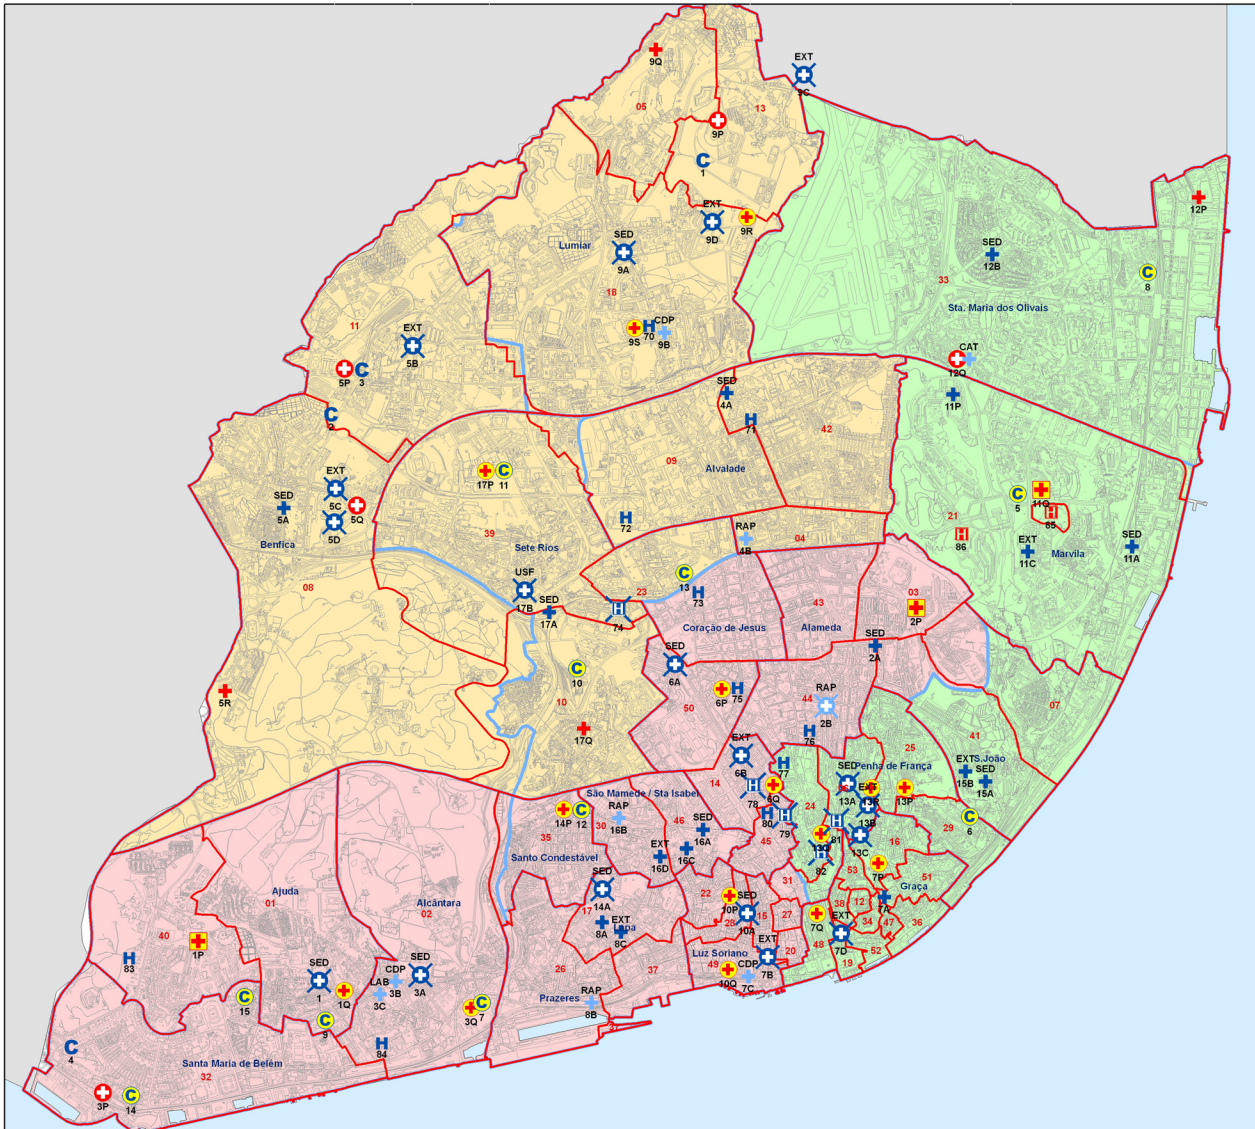 9Q
EXT
9C
05
13
9P
C
1
12P
EXT
9D
9R
SED
9A
Lumiar
SED
12B
C
8
33
18
Sta. Maria dos Olivais
11
EXT
5B
9S
H
70
CDP
9B
5P
C
3
CAT
12Q
SED
4A
11P
C
2
H
71
42
09
Alvalade
17P
C
11
EXT
5C
5Q
SED
5A
5D
C
5
11Q
H
85
H
72
21
H
86
39
RAP
4B
04
Benfica
Sete Rios
EXT
11C
Marvila
SED
11A
08
USF
17B
SED
17A
23
C
13
H
73
H
74
43
03
2P
Coração de Jesus
Alameda
SED
2A
SED
6A
C
10
5R
10
17Q
50
6P
H
75
RAP
44
2B
07
H
76
41
25
EXT
6B
H
77
Penha de França
S.João
EXT
15B
SED
15A
SED
13A
EXT
13R
13P
14
H
78
6Q
São Mamede / Sta Isabel
RAP
16B
30
46
24
14P
C
12
35
H
80
H
79
H
81
13B
29
C
6
SED
16A
16C
13Q
13C
16
45
Santo Condestável
EXT
16D
H
82
7P
53
51
31
Graça
SED
14A
22
10P
SED
10A
7A
17
8A
EXT
8C
28
15
27
7Q
38
12
34
47
36
EXT
7D
Ajuda
01
Alcântara
02
40
1P
H
83
Luz Soriano
49
EXT
7B
20
48
52
19
26
37
10Q
CDP
7C
SED
1
1Q
CDP
3B
LAB
3C
SED
3A
Prazeres
RAP
8B
C
15
C
9
3Q
C
7
37
C
4
H
84
Santa Maria de Belém
32
3P
C
14